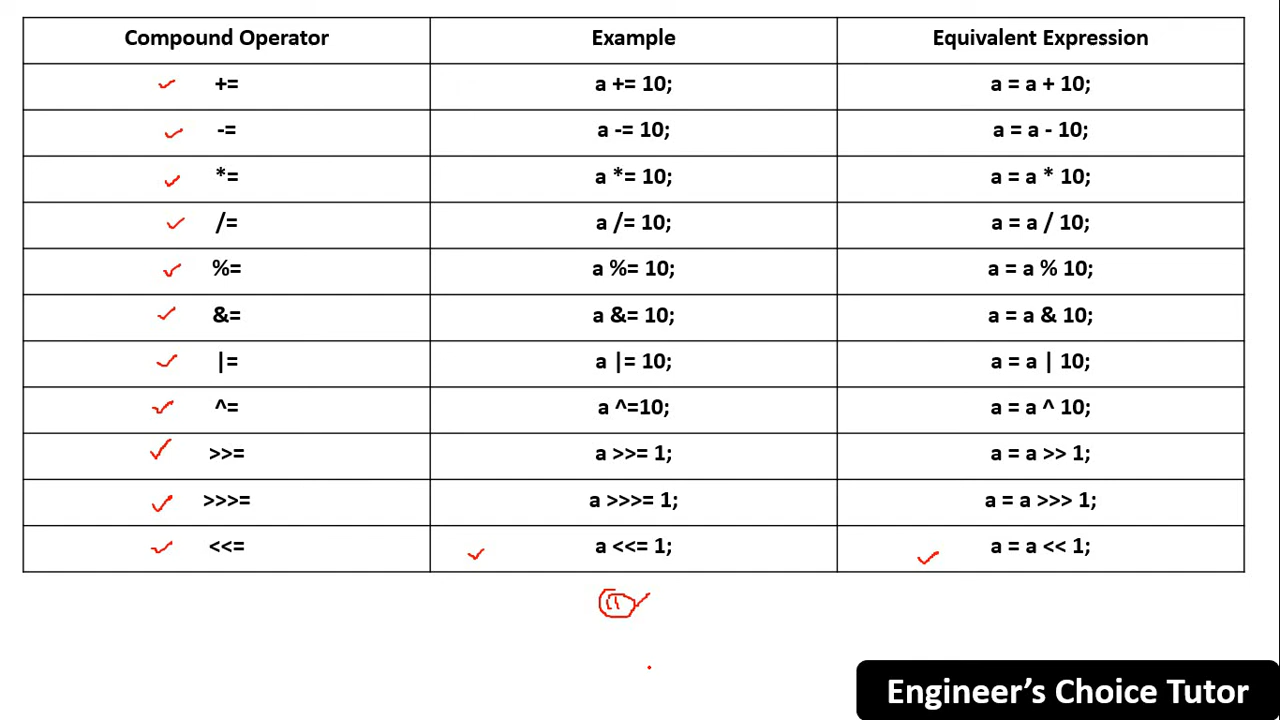 Compound Operator Example Equivalent Expression
+= a += 10; a = a + 10;
-= a -= 10; a = a - 10;
*= a *= 10; a = a * 10;
/= a /= 10; a = a / 10;
%= a %= 10; a = a % 10;
&= a &= 10; a = a & 10;
|= a |= 10; a = a | 10;
^= a ^=10; a = a ^ 10;
>>= a >>= 1; a = a >> 1;
>>>= a >>>= 1; a = a >>> 1;
<<= a <<= 1; a = a << 1;
11
Engineer’s Choice Tutor